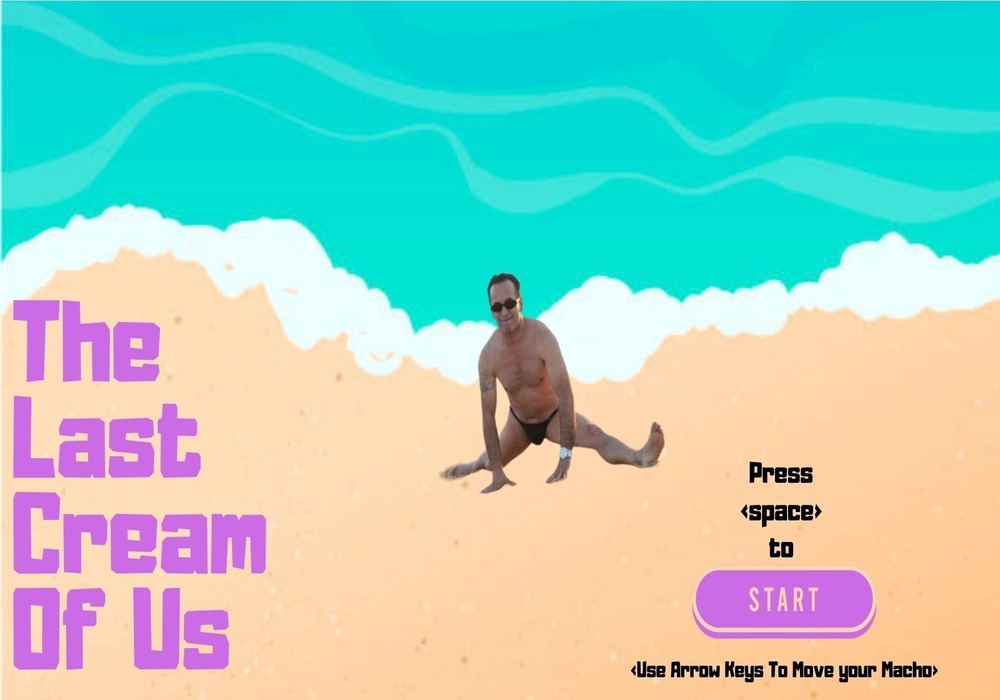 The
Last
Cream
Of Us
Press
<space>
to
START
<Use Arrow Keys To Move your Macho>